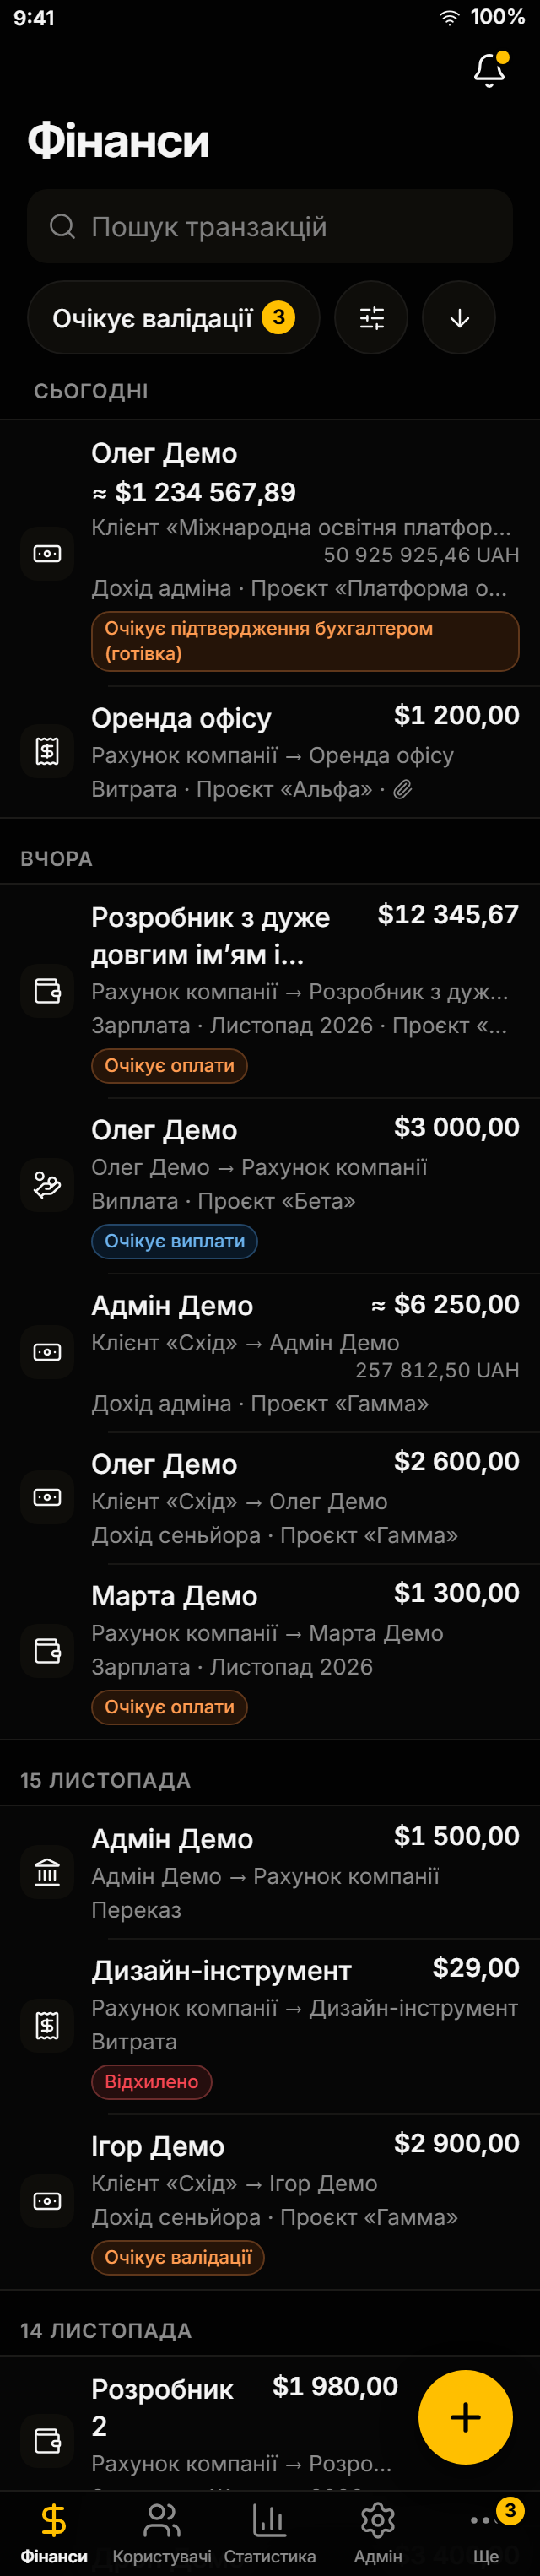 9:41
100%
Фінанси
Пошук транзакцій
Очікує валідації 3
СЬОГОДНІ
Олег Демо
≈ $1 234 567,89
Клієнт «Міжнародна освітня платфор...
50 925 925,46 UAH
Дохід адміна · Проєкт «Платформа о...
Очікує підтвердження бухгалтером
(готівка)
Оренда офісу
$1 200,00
Рахунок компанії → Оренда офісу
Витрата · Проєкт «Альфа» ·
ВЧОРА
Розробник з дуже
$12 345,67
довгим ім’ям і...
Рахунок компанії → Розробник з дуж...
Зарплата · Листопад 2026 · Проєкт «...
Очікує оплати
Олег Демо
$3 000,00
Олег Демо → Рахунок компанії
Виплата · Проєкт «Бета»
Очікує виплати
Адмін Демо
≈ $6 250,00
Клієнт «Схід» → Адмін Демо
257 812,50 UAH
Дохід адміна · Проєкт «Гамма»
Олег Демо
$2 600,00
Клієнт «Схід» → Олег Демо
Дохід сеньйора · Проєкт «Гамма»
Марта Демо
$1 300,00
Рахунок компанії → Марта Демо
Зарплата · Листопад 2026
Очікує оплати
15 ЛИСТОПАДА
Адмін Демо
$1 500,00
Адмін Демо → Рахунок компанії
Переказ
Дизайн-інструмент
$29,00
Рахунок компанії → Дизайн-інструмент
Витрата
Відхилено
Ігор Демо
$2 900,00
Клієнт «Схід» → Ігор Демо
Дохід сеньйора · Проєкт «Гамма»
Очікує валідації
14 ЛИСТОПАДА
Розробник
$1 980,00
2
Рахунок компанії → Розро...
3
Фінанси
Користувачі
Статистика
Адмін
Ще